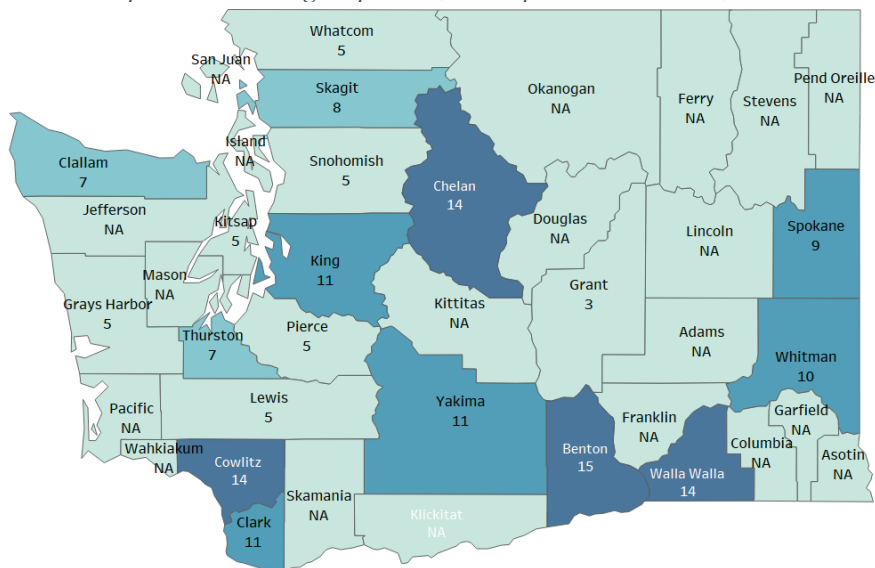 Whatcom
5
San Juan
NA
Skagit
8
Okanogan
NA
Ferry
NA
Stevens
NA
Pend Oreille
NA
Island
NA
Clallam
7
Snohomish
5
Chelan
14
Jefferson
NA
Kitsap
5
Douglas
NA
Lincoln
NA
Spokane
9
King
11
Mason
NA
Grays Harbor
5
Kittitas
NA
Grant
3
Thurston
7
Pierce
5
Adams
NA
Whitman
10
Lewis
5
Pacific
NA
Yakima
11
Franklin
NA
Garfield
NA
Wahkiakum
NA
Cowlitz
14
Benton
15
Columbia
NA
Asotin
NA
Walla Walla
14
Skamania
NA
Klickitat
NA
Clark
11